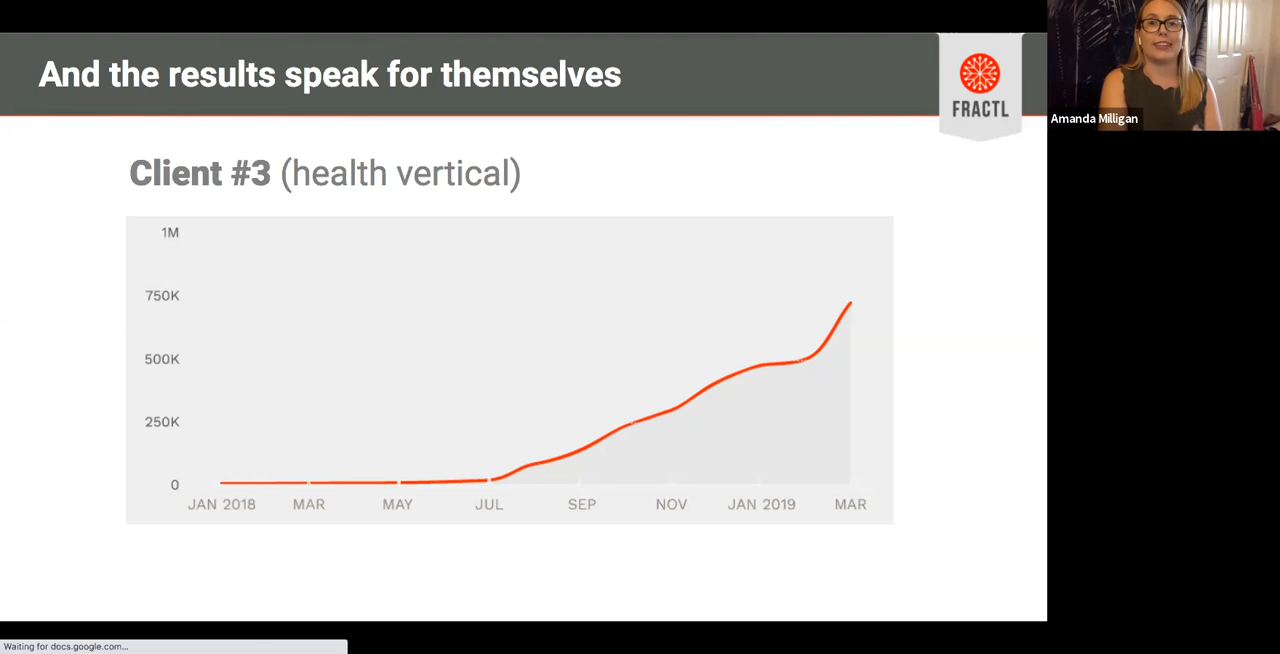 And the results speak for themselves
FRACTL
Amanda Milligan
Client #3 (health vertical)
1M
750K
500K
250K
0
JAN 2018 MAR MAY JUL SEP NOV JAN 2019 MAR
Waiting for docs.google.com...